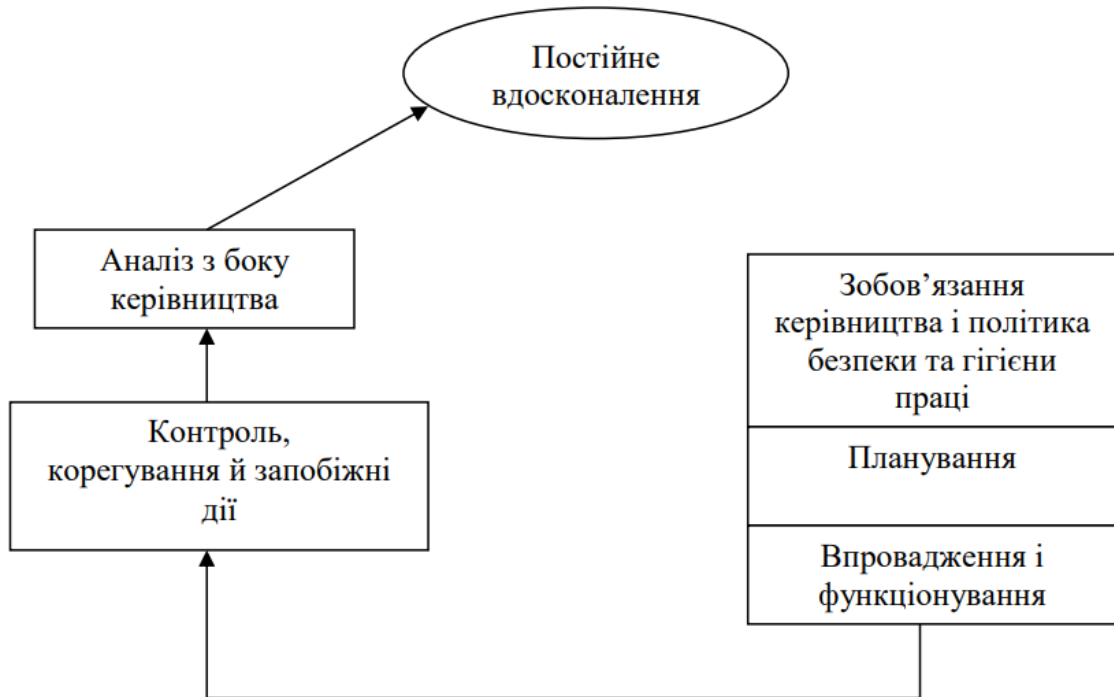 Постійне
вдосконалення
Аналіз з боку
керівництва
Зобов’язання
керівництва і політика
безпеки та гігієни
праці
Контроль,
корегування й запобіжні
дії
Планування
Впровадження і
функціонування